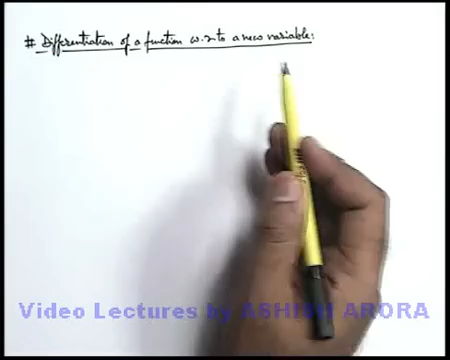 # Differentiation of a function w.r.to a new variable:
Video Lectures by ASHISH ARORA